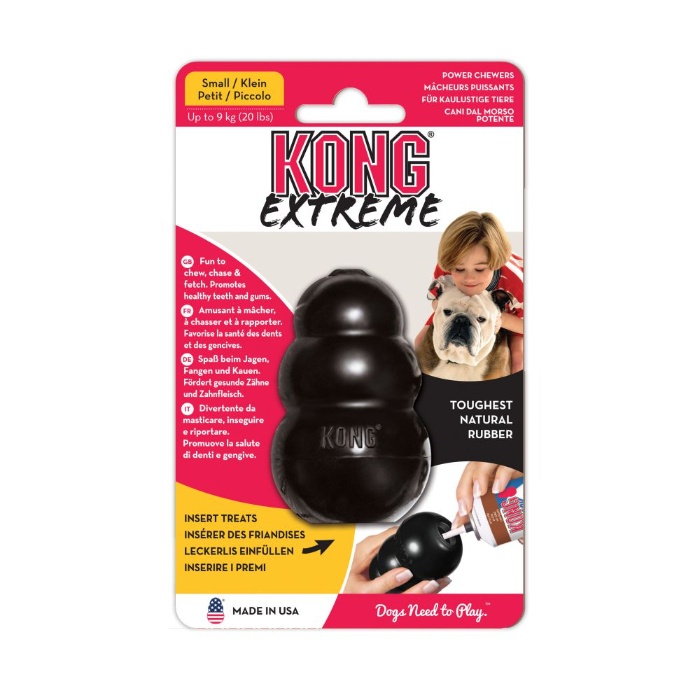 Small / Klein
Petit / Piccolo
Up to 9 kg (20 lbs)
POWER CHEWERS
MÂCHEURS PUISSANTS
FÜR KAULUSTIGE TIERE
CANI DAL MORSO
POTENTE
KONG®
EXTREME
GB Fun to
chew, chase &
fetch. Promotes
healthy teeth and gums.
FR Amusant à mâcher,
à chasser et à rapporter.
Favorise la santé des dents
et des gencives.
DE Spaß beim Jagen,
Fangen und Kauen.
Fördert gesunde Zähne
und Zahnfleisch.
IT Divertente da
masticare, inseguire
e riportare.
Promuove la salute
di denti e gengive.
KONG®
TOUGHEST
NATURAL
RUBBER
INSERT TREATS
INSÉRER DES FRIANDISES
LECKERLIS EINFÜLLEN
INSERIRE I PREMI
KONG
MADE IN USA
Dogs Need to Play.™